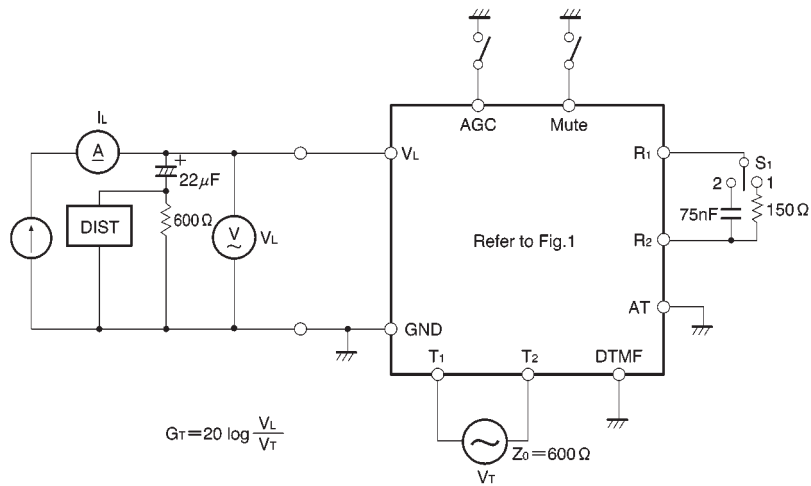 AGC
Mute
IL
A
VL
R1
S1
+
22μF
2
1
DIST
600Ω
V
VL
75nF
150Ω
R2
Refer to Fig.1
AT
GND
T1
T2
DTMF
GT=20 log VL/VT
Z0=600Ω
VT